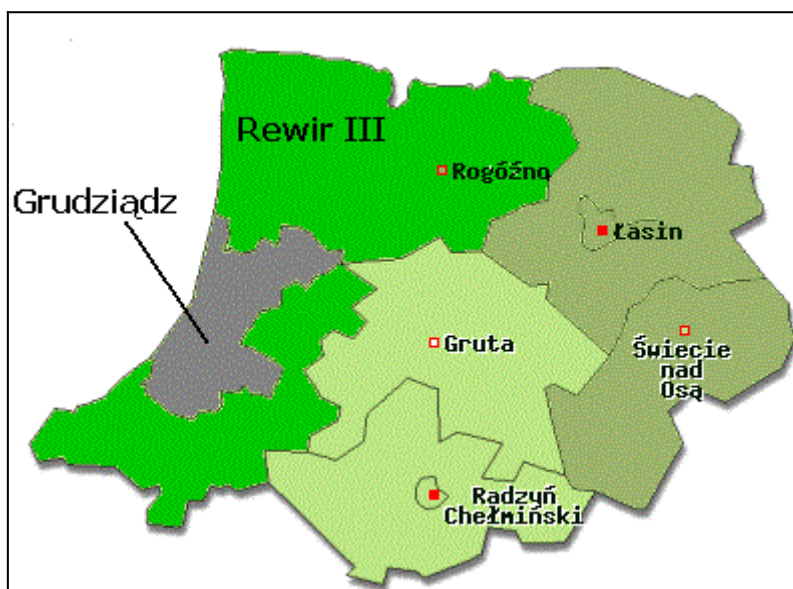 Rewir III
Rogóźno
Grudziądz
Łasin
Gruta
Świecie
nad
Osą
Radzyń
Chełmiński